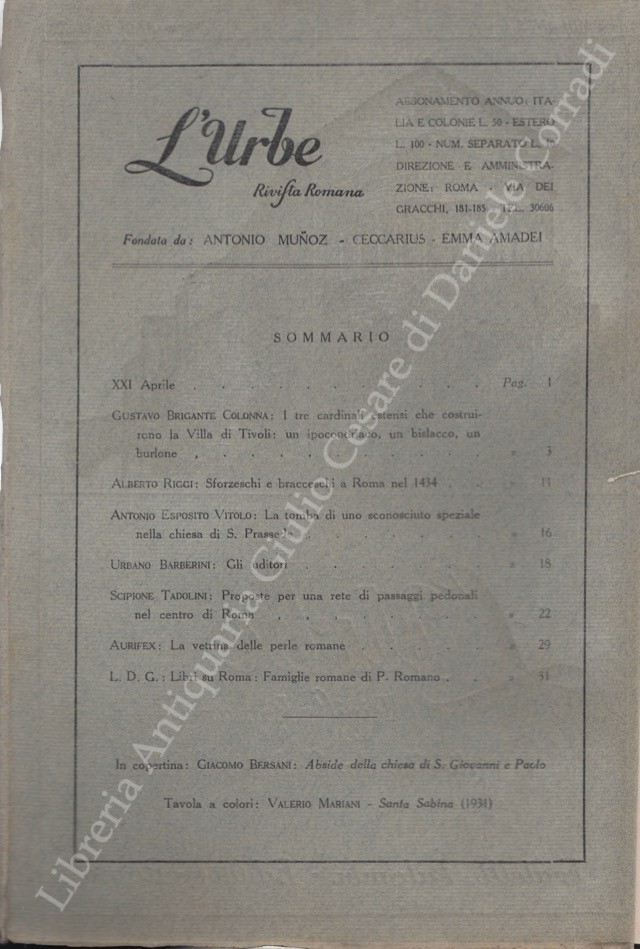 L'Urbe
Rivista Romana
ABBONAMENTO ANNUO: ITA-
LIA E COLONIE L. 50 - ESTERO
L. 100 - NUM. SEPARATO L.
DIREZIONE E AMMINISTRA-
ZIONE: ROMA - VIA DEI
GRACCHI, 181-185 - TEL. 30606
Fondata da: ANTONIO MUÑOZ - CECCARIUS - EMMA AMADEI
SOMMARIO
XXI Aprile . . . . . . . . . . . Pag. 1
GUSTAVO BRIGANTE COLONNA: I tre cardinali estensi che costrui-
rono la Villa di Tivoli: un ipocondriaco, un bislacco, un
burlone . . . . . . . . . . » 3
ALBERTO RIGGI: Sforzeschi e bracceschi a Roma nel 1434 . . » 11
ANTONIO ESPOSITO VITOLO: La tomba di uno sconosciuto speziale
nella chiesa di S. Prassede . . . . . . » 16
URBANO BARBERINI: Gli uditori . . . . . . . » 18
SCIPIONE TADOLINI: Proposte per una rete di passaggi pedonali
nel centro di Roma . . . . . . . . » 22
AURIFEX: La vetrina delle perle romane . . . . . » 29
L. D. G.: Libri su Roma: Famiglie romane di P. Romano . . » 31
In copertina: GIACOMO BERSANI: Abside della chiesa di S. Giovanni e Paolo
Tavola a colori: VALERIO MARIANI - Santa Sabina (1931)
Libreria Antiquaria Giulio Cesare di Daniele Corradi